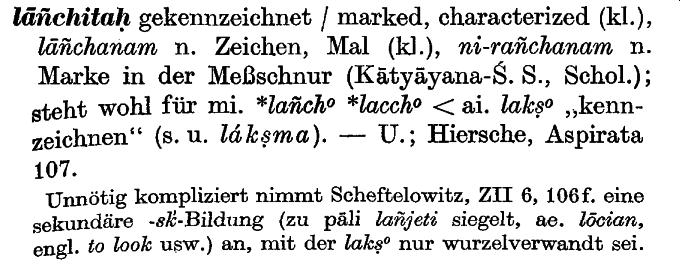 lāñchitaḥ gekennzeichnet / marked, characterized (kl.),
lāñchanam n. Zeichen, Mal (kl.), ni-rañchanam n.
Marke in der Meßschnur (Kātyāyana-Ś. S., Schol.);
steht wohl für mi. *lañchº *lacchº < ai. lakṣº „kenn-
zeichnen“ (s. u. lákṣma). — U.; Hiersche, Aspirata
107.
Unnötig kompliziert nimmt Scheftelowitz, ZII 6, 106f. eine
sekundäre -sk̂-Bildung (zu pāli lañjeti siegelt, ae. lōcian,
engl. to look usw.) an, mit der lakṣº nur wurzelverwandt sei.